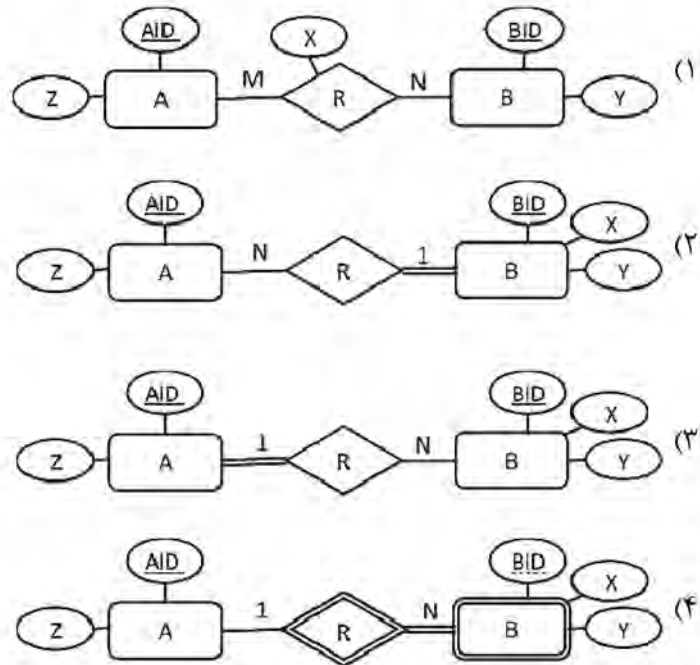 AID X BID
Z A M R N B Y (۱
AID BID X
Z A N R 1 B Y (۲
AID BID X
Z A 1 R N B Y (۳
AID BID X
Z A 1 R N B Y (۴